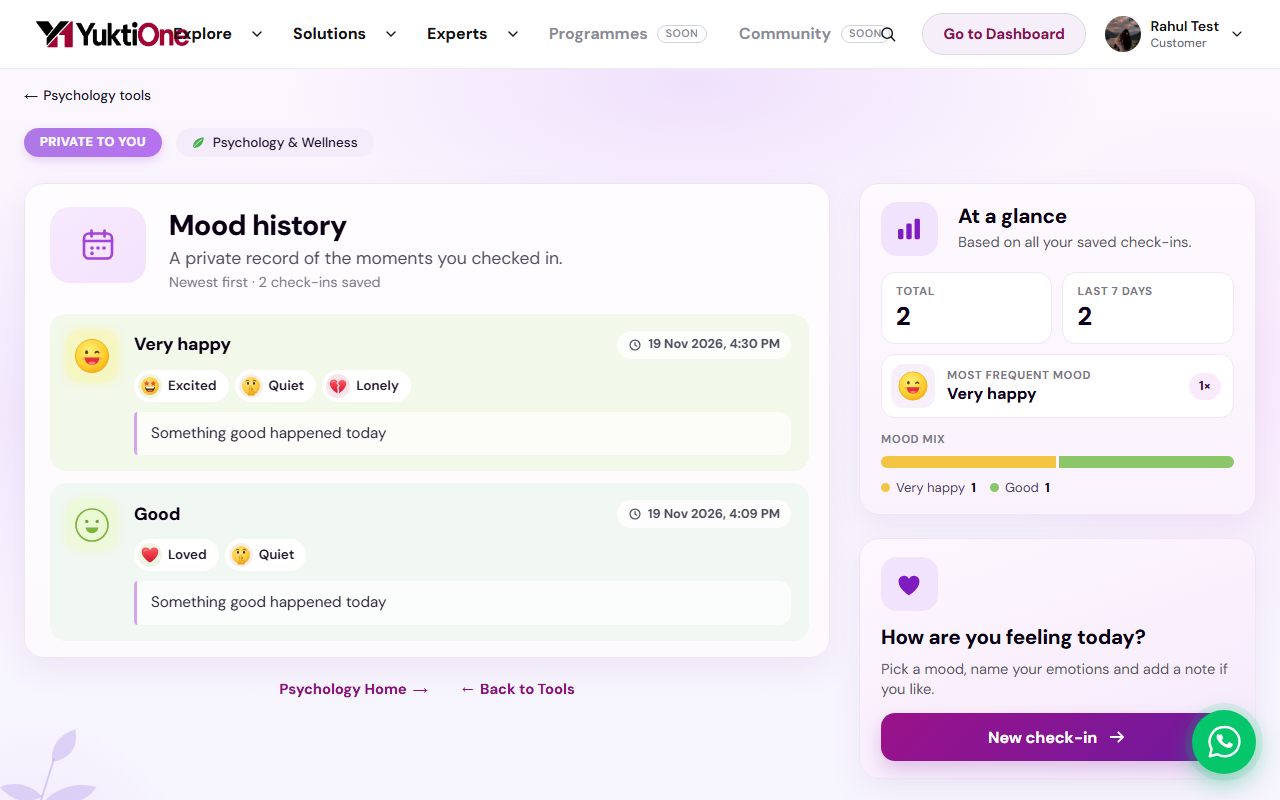 YuktiOne
Explore
Solutions
Experts
Programmes SOON
Community SOON
Go to Dashboard
Rahul Test
Customer
← Psychology tools
PRIVATE TO YOU
Psychology & Wellness
Mood history
A private record of the moments you checked in.
Newest first · 2 check-ins saved
Very happy
19 Nov 2026, 4:30 PM
Excited
Quiet
Lonely
Something good happened today
Good
19 Nov 2026, 4:09 PM
Loved
Quiet
Something good happened today
Psychology Home →
← Back to Tools
At a glance
Based on all your saved check-ins.
TOTAL
2
LAST 7 DAYS
2
MOST FREQUENT MOOD
Very happy
1×
MOOD MIX
Very happy 1
Good 1
How are you feeling today?
Pick a mood, name your emotions and add a note if
you like.
New check-in →